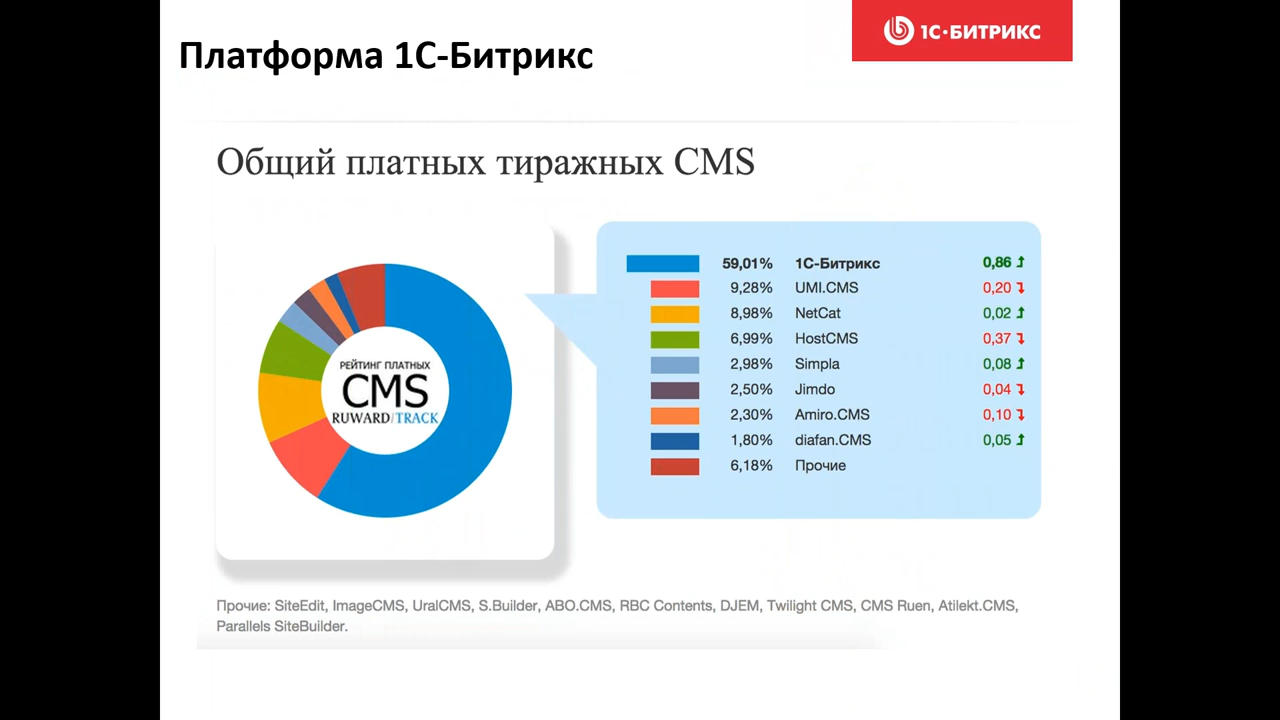 Платформа 1С-Битрикс
1С·БИТРИКС
Общий платных тиражных CMS
РЕЙТИНГ ПЛАТНЫХ
CMS
RUWARD/TRACK
59,01% 1С-Битрикс 0,86
9,28% UMI.CMS 0,20
8,98% NetCat 0,02
6,99% HostCMS 0,37
2,98% Simpla 0,08
2,50% Jimdo 0,04
2,30% Amiro.CMS 0,10
1,80% diafan.CMS 0,05
6,18% Прочие
Прочие: SiteEdit, ImageCMS, UralCMS, S.Builder, ABO.CMS, RBC Contents, DJEM, Twilight CMS, CMS Ruen, Atilekt.CMS,
Parallels SiteBuilder.